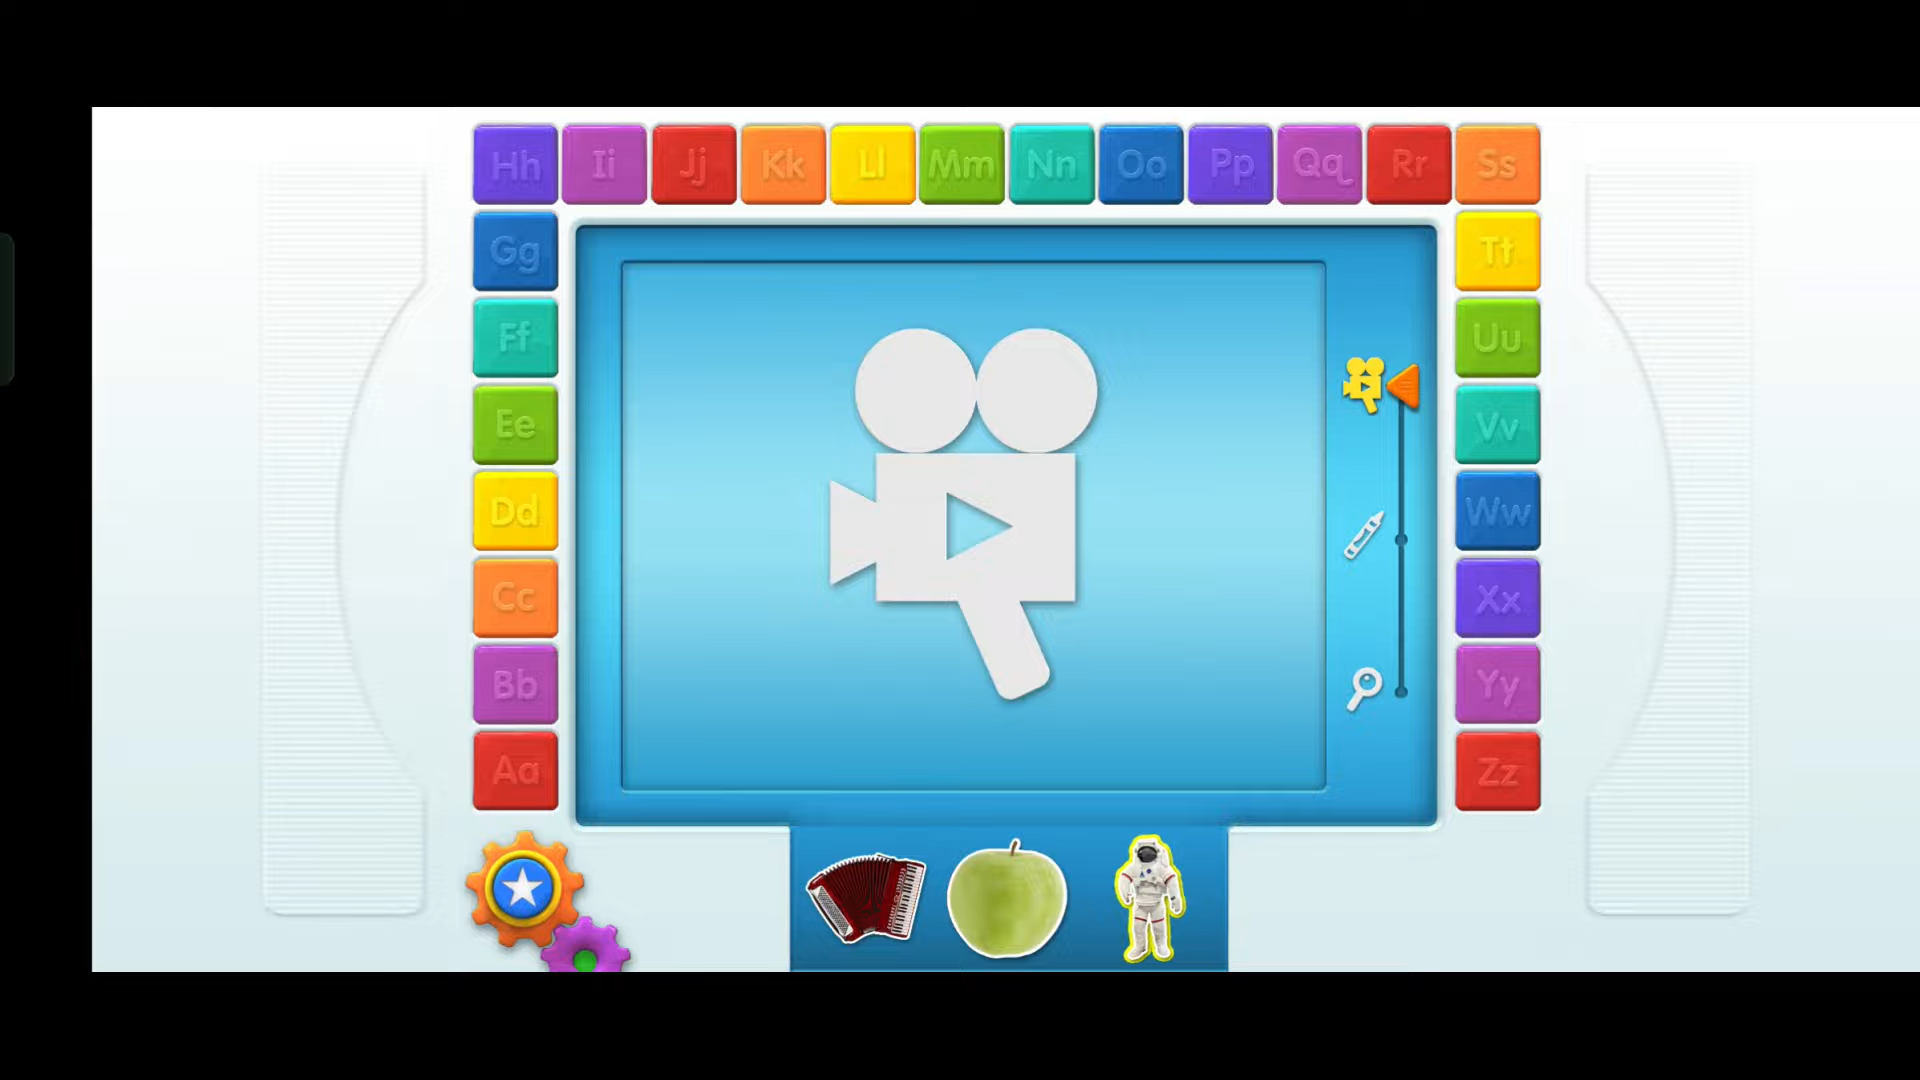 Hh Ii Jj Kk Ll Mm Nn Oo Pp Qq Rr Ss
Gg Tt
Ff Uu
Ee Vv
Dd Ww
Cc Xx
Bb Yy
Aa Zz